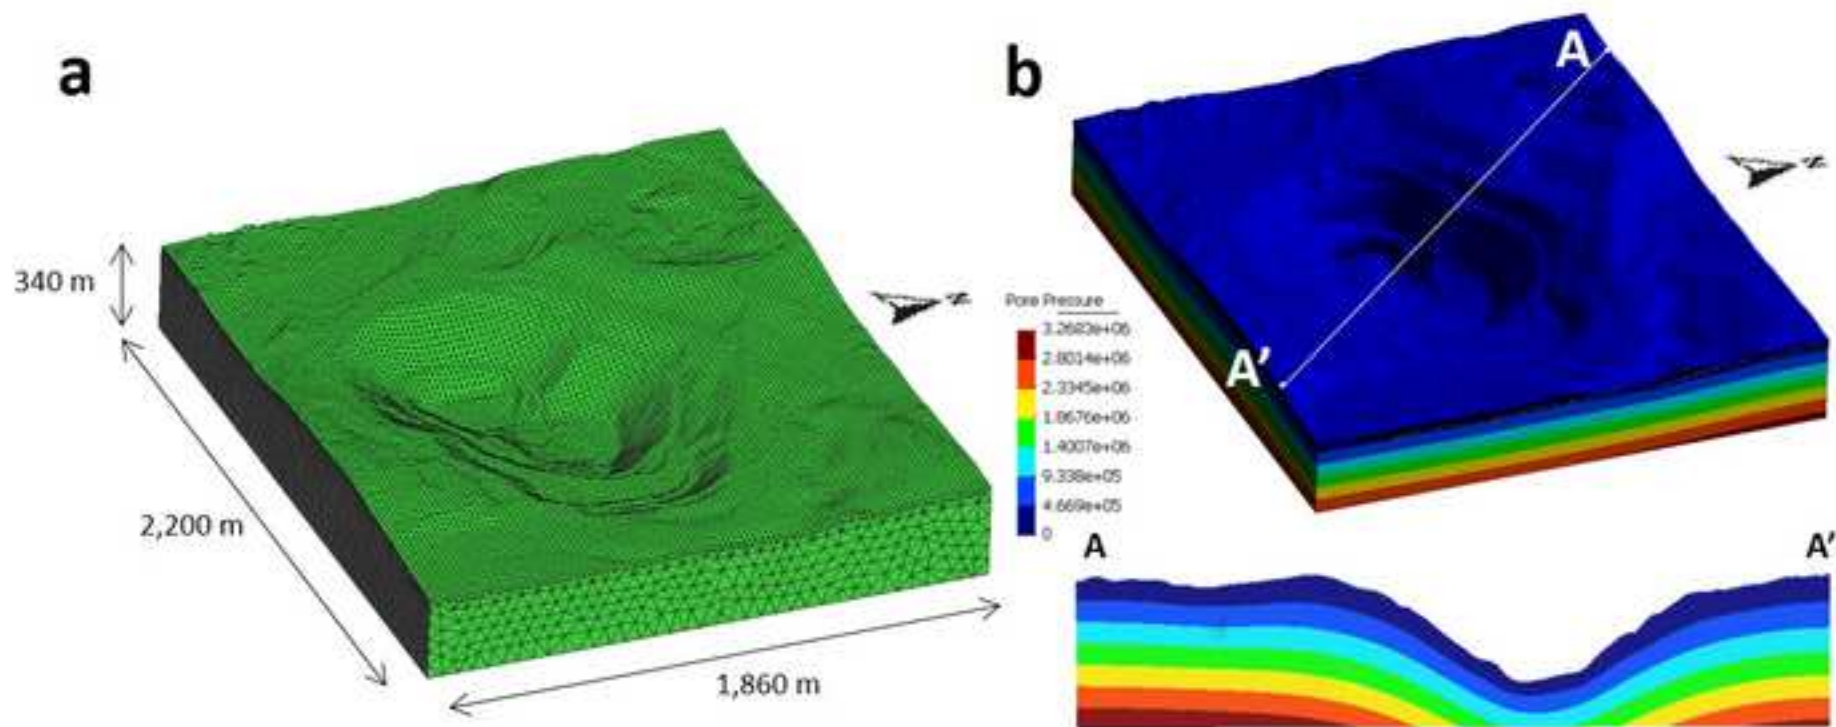 a
340 m
2,200 m
1,860 m
b
A
A'
Pore Pressure
3.2683e+06
2.8014e+06
2.3345e+06
1.8676e+06
1.4007e+06
9.338e+05
4.669e+05
0
A A'